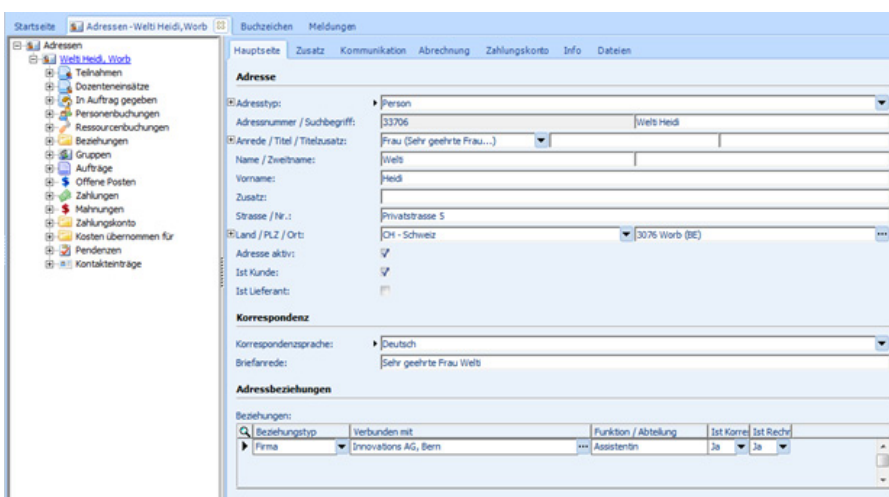 Startseite Adressen - Welti Heidi, Worb Buchzeichen Meldungen
Adressen
Welti Heidi, Worb
Teilnahmen
Dozenteneinsätze
In Auftrag gegeben
Personenbuchungen
Ressourcenbuchungen
Beziehungen
Gruppen
Aufträge
Offene Posten
Zahlungen
Mahnungen
Zahlungskonto
Kosten übernommen für
Pendenzen
Kontakteinträge
Hauptseite Zusatz Kommunikation Abrechnung Zahlungskonto Info Dateien
Adresse
Adresstyp: Person
Adressnummer / Suchbegriff: 33706 Welti Heidi
Anrede / Titel / Titelzusatz: Frau (Sehr geehrte Frau...)
Name / Zweitname: Welti
Vorname: Heidi
Zusatz:
Strasse / Nr.: Privatstrasse 5
Land / PLZ / Ort: CH - Schweiz 3076 Worb (BE)
Adresse aktiv:
Ist Kunde:
Ist Lieferant:
Korrespondenz
Korrespondenzsprache: Deutsch
Briefanrede: Sehr geehrte Frau Welti
Adressbeziehungen
Beziehungen:
Beziehungstyp Verbunden mit Funktion / Abteilung Ist Korre Ist Rechr
Firma Innovations AG, Bern Assistentin Ja Ja